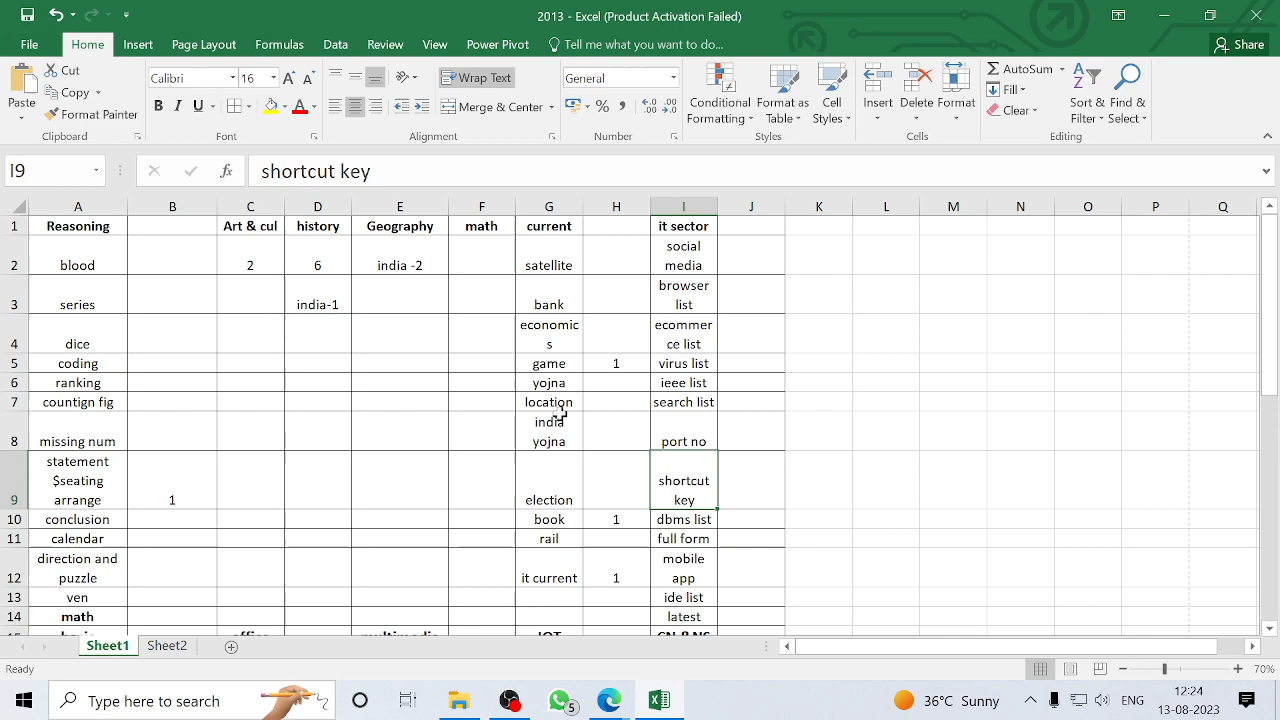 2013 - Excel (Product Activation Failed)
File Home Insert Page Layout Formulas Data Review View Power Pivot Tell me what you want to do... Share
Paste Cut Copy Format Painter
Calibri 16
B I U
Wrap Text
Merge & Center
General
Conditional Formatting Format as Table Cell Styles
Insert Delete Format
AutoSum
Fill
Clear
Sort & Filter Find & Select
Clipboard Font Alignment Number Styles Cells Editing
I9 fx shortcut key
A B C D E F G H I J K L M N O P Q
1 Reasoning Art & cul history Geography math current it sector
2 blood 2 6 india -2 satellite social media
3 series india-1 bank browser list
4 dice economics ecommerce list
5 coding game 1 virus list
6 ranking yojna ieee list
7 countign fig location search list
8 missing num india yojna port no
9 statement $seating arrange 1 election shortcut key
10 conclusion book 1 dbms list
11 calendar rail full form
12 direction and puzzle it current 1 mobile app
13 ven ide list
14 math latest
Sheet1 Sheet2
Ready 70%
Type here to search
5
36°C Sunny ENG 12:24
13-08-2023